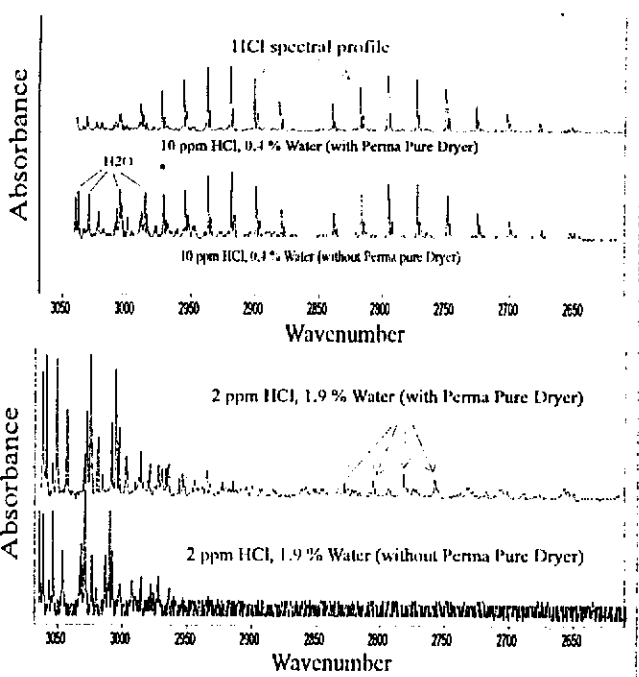 HCl spectral profile
Absorbance
10 ppm HCl, 0.4 % Water (with Perma Pure Dryer)
H2O
10 ppm HCl, 0.4 % Water (without Perma pure Dryer)
3050 3000 2950 2900 2850 2800 2750 2700 2650
Wavenumber
2 ppm HCl, 1.9 % Water (with Perma Pure Dryer)
Absorbance
2 ppm HCl, 1.9 % Water (without Perma Pure Dryer)
3050 3000 2950 2900 2850 2800 2750 2700 2650
Wavenumber